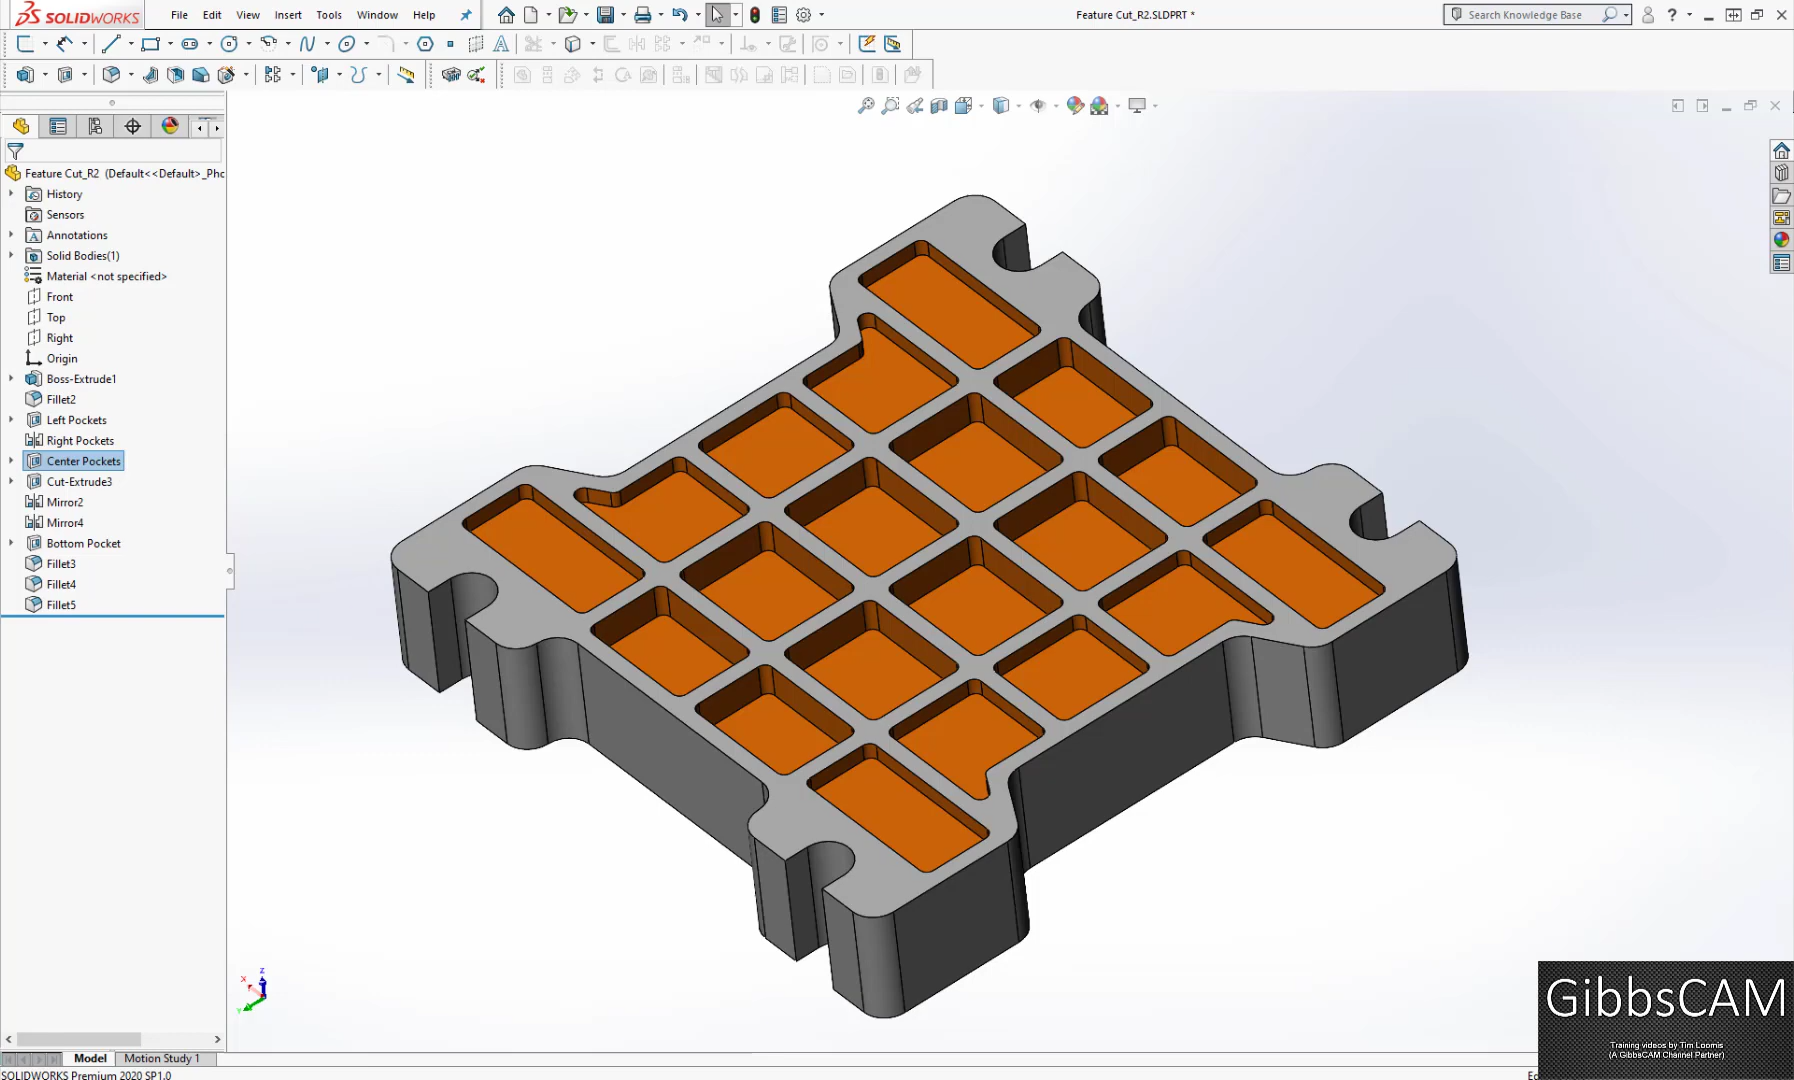 SOLIDWORKS
File Edit View Insert Tools Window Help
Feature Cut_R2.SLDPRT *
Search Knowledge Base
?
Feature Cut_R2 (Default<<Default>_Pho
History
Sensors
Annotations
Solid Bodies(1)
Material <not specified>
Front
Top
Right
Origin
Boss-Extrude1
Fillet2
Left Pockets
Right Pockets
Center Pockets
Cut-Extrude3
Mirror2
Mirror4
Bottom Pocket
Fillet3
Fillet4
Fillet5
Z
X
Y
GibbsCAM
Training videos by Tim Loomis
(A GibbsCAM Channel Partner)
Model Motion Study 1
SOLIDWORKS Premium 2020 SP1.0